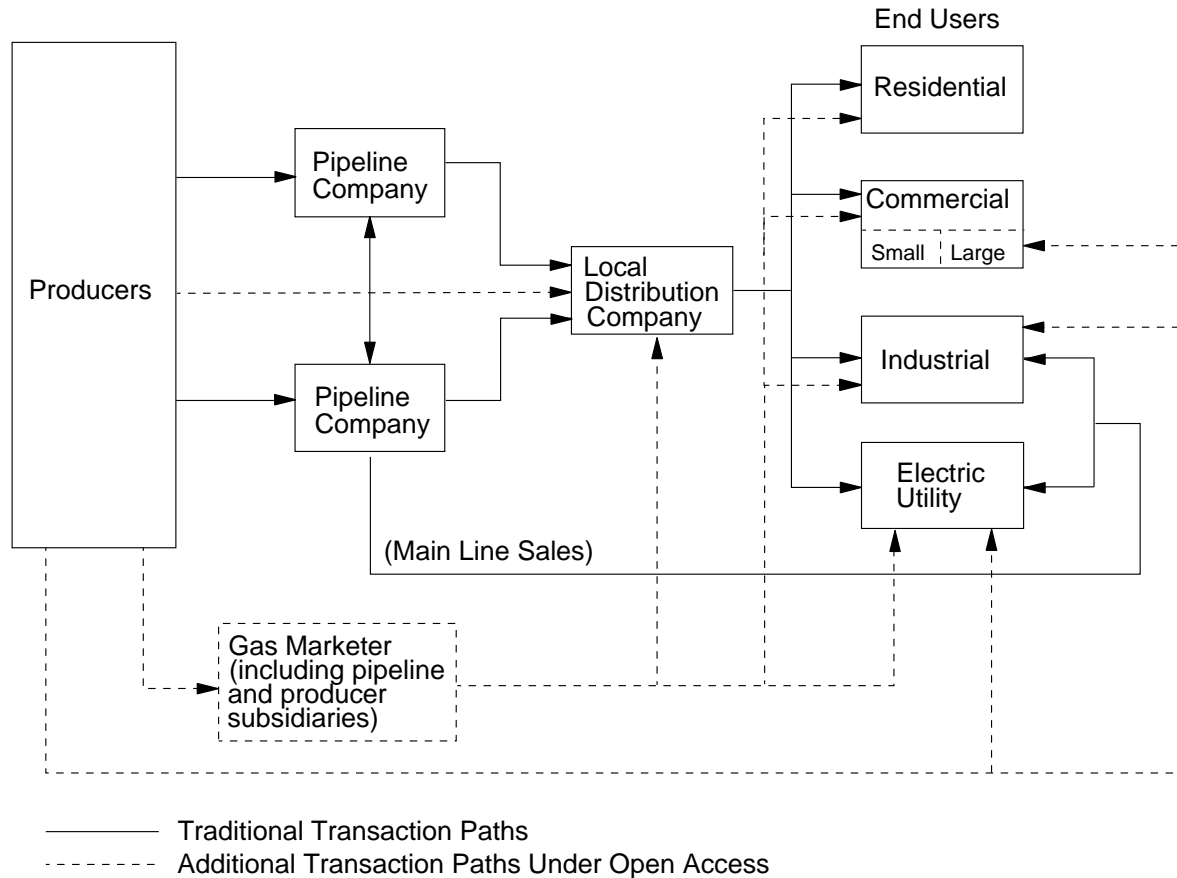 End Users
Residential
Pipeline
Company
Commercial
Small
Large
Producers
Local
Distribution
Company
Industrial
Pipeline
Company
Electric
Utility
(Main Line Sales)
Gas Marketer
(including pipeline
and producer
subsidiaries)
Traditional Transaction Paths
Additional Transaction Paths Under Open Access